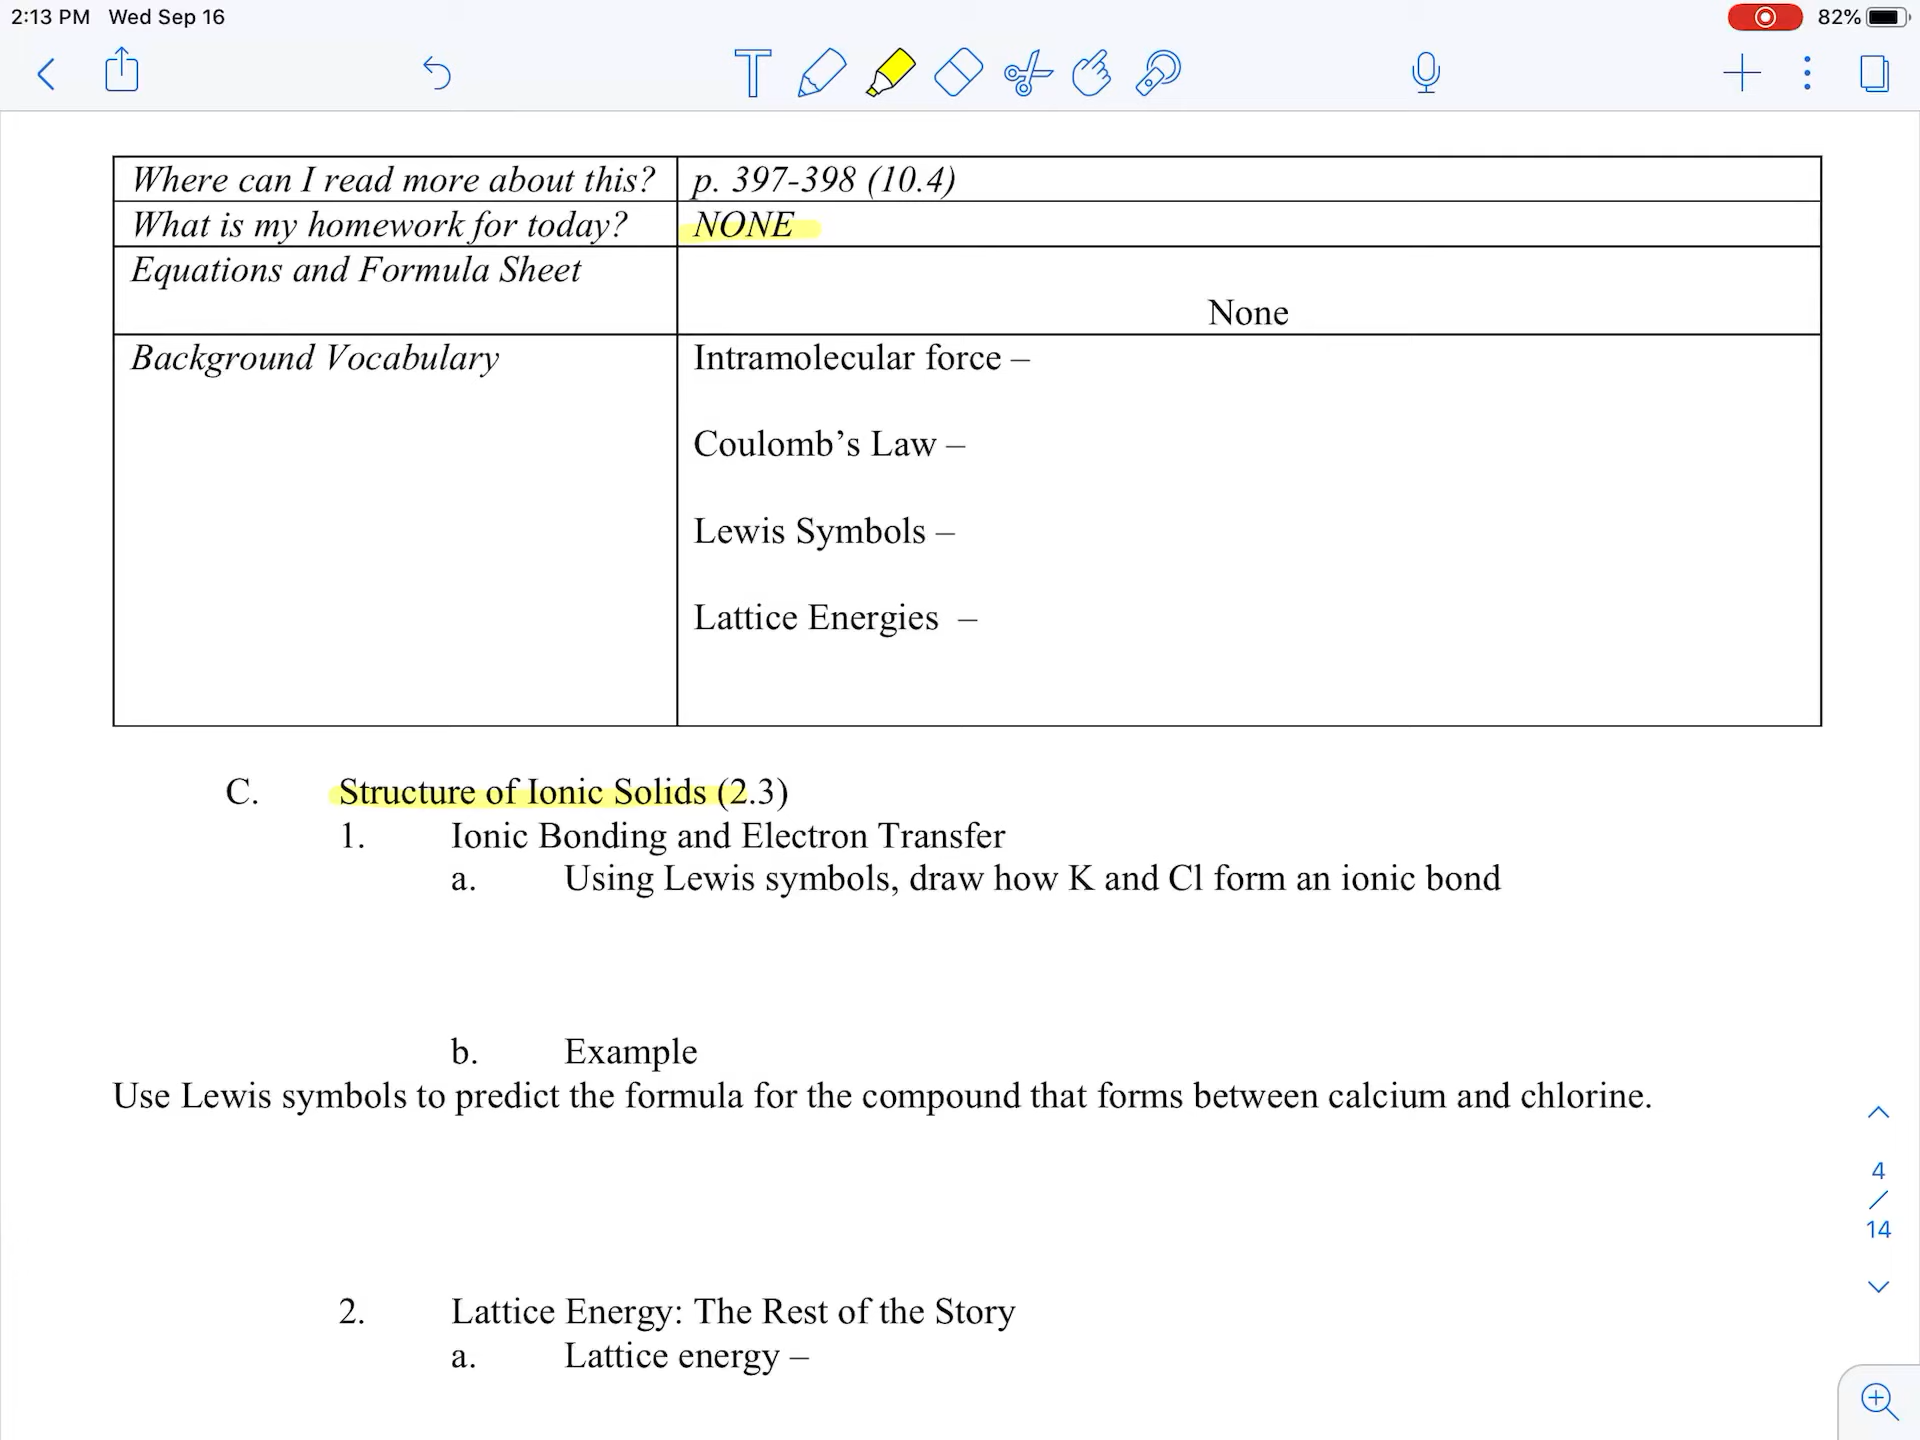 2:13 PM Wed Sep 16
82%
Where can I read more about this? p. 397-398 (10.4)
What is my homework for today? NONE
Equations and Formula Sheet
None
Background Vocabulary Intramolecular force –
Coulomb’s Law –
Lewis Symbols –
Lattice Energies –
C. Structure of Ionic Solids (2.3)
1. Ionic Bonding and Electron Transfer
a. Using Lewis symbols, draw how K and Cl form an ionic bond
b. Example
Use Lewis symbols to predict the formula for the compound that forms between calcium and chlorine.
4
/
14
2. Lattice Energy: The Rest of the Story
a. Lattice energy –